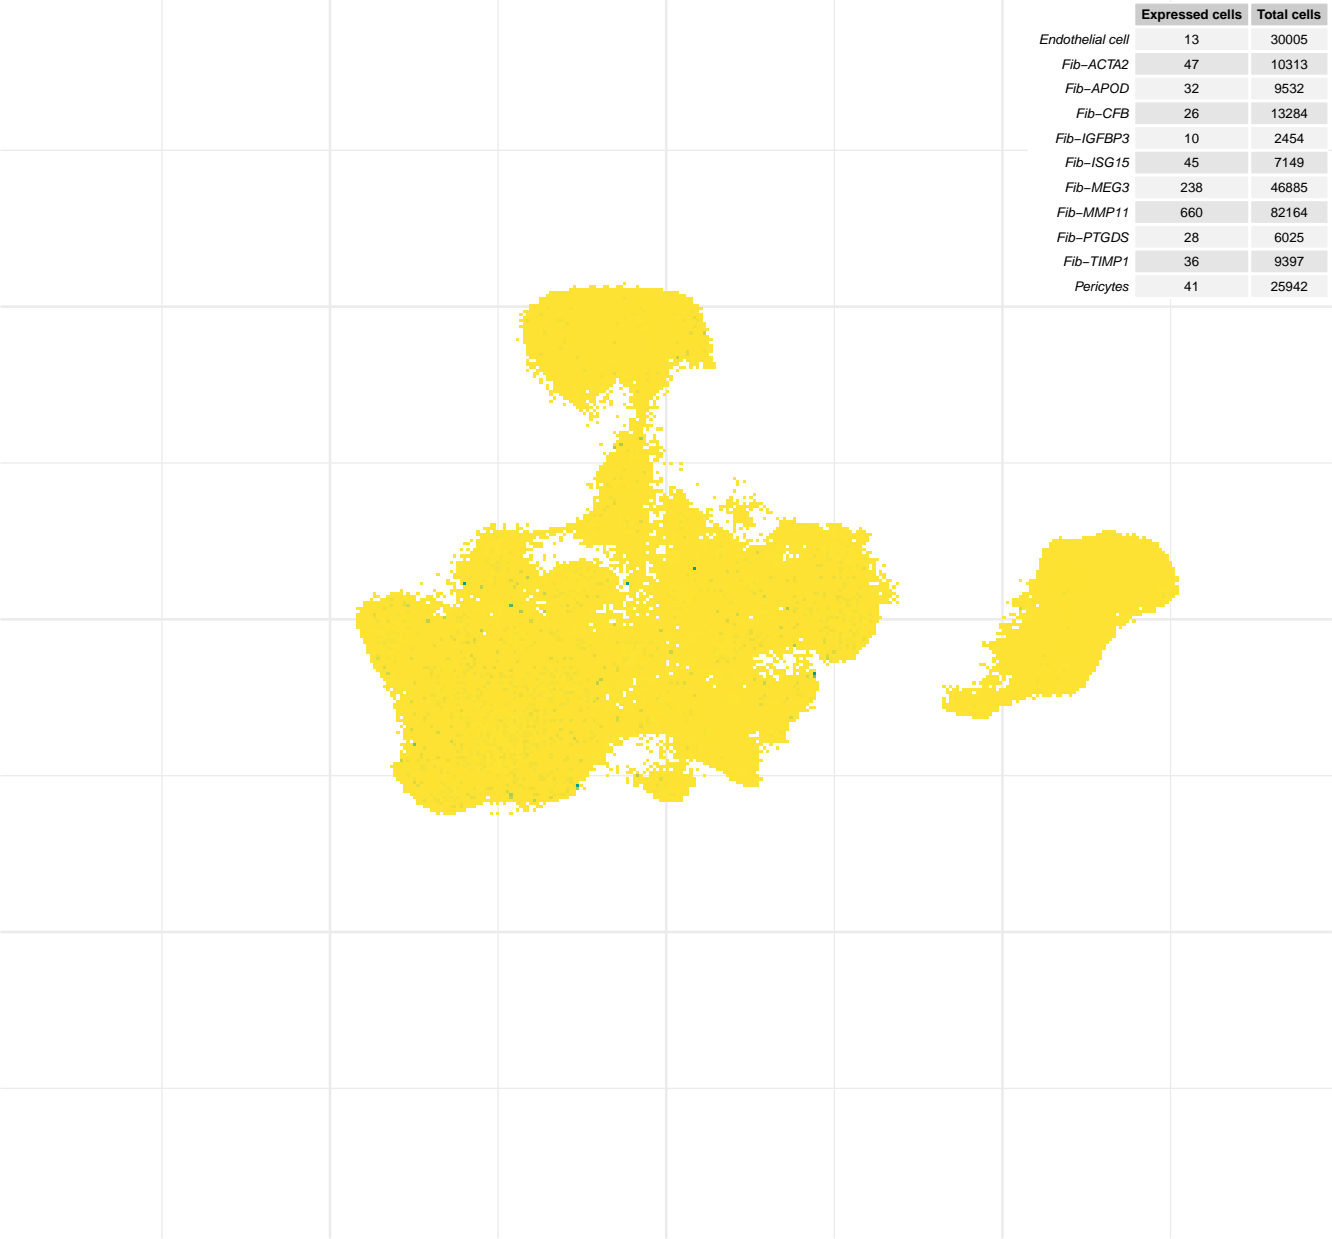 Expressed cells Total cells
Endothelial cell 13 30005
Fib−ACTA2 47 10313
Fib−APOD 32 9532
Fib−CFB 26 13284
Fib−IGFBP3 10 2454
Fib−ISG15 45 7149
Fib−MEG3 238 46885
Fib−MMP11 660 82164
Fib−PTGDS 28 6025
Fib−TIMP1 36 9397
Pericytes 41 25942